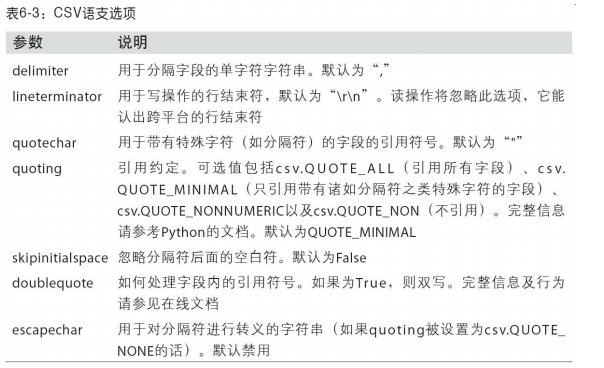 表6-3：CSV语支选项
参数 说明
delimiter 用于分隔字段的单字符字符串。默认为“,”
lineterminator 用于写操作的行结束符，默认为“\r\n”。读操作将忽略此选项，它能
认出跨平台的行结束符
quotechar 用于带有特殊字符（如分隔符）的字段的引用符号。默认为“"”
quoting 引用约定。可选值包括csv.QUOTE_ALL（引用所有字段）、csv.
QUOTE_MINIMAL（只引用带有诸如分隔符之类特殊字符的字段）、
csv.QUOTE_NONNUMERIC以及csv.QUOTE_NON（不引用）。完整信息
请参考Python的文档。默认为QUOTE_MINIMAL
skipinitialspace 忽略分隔符后面的空白符。默认为False
doublequote 如何处理字段内的引用符号。如果为True，则双写。完整信息及行为
请参见在线文档
escapechar 用于对分隔符进行转义的字符串（如果quoting被设置为csv.QUOTE_
NONE的话）。默认禁用